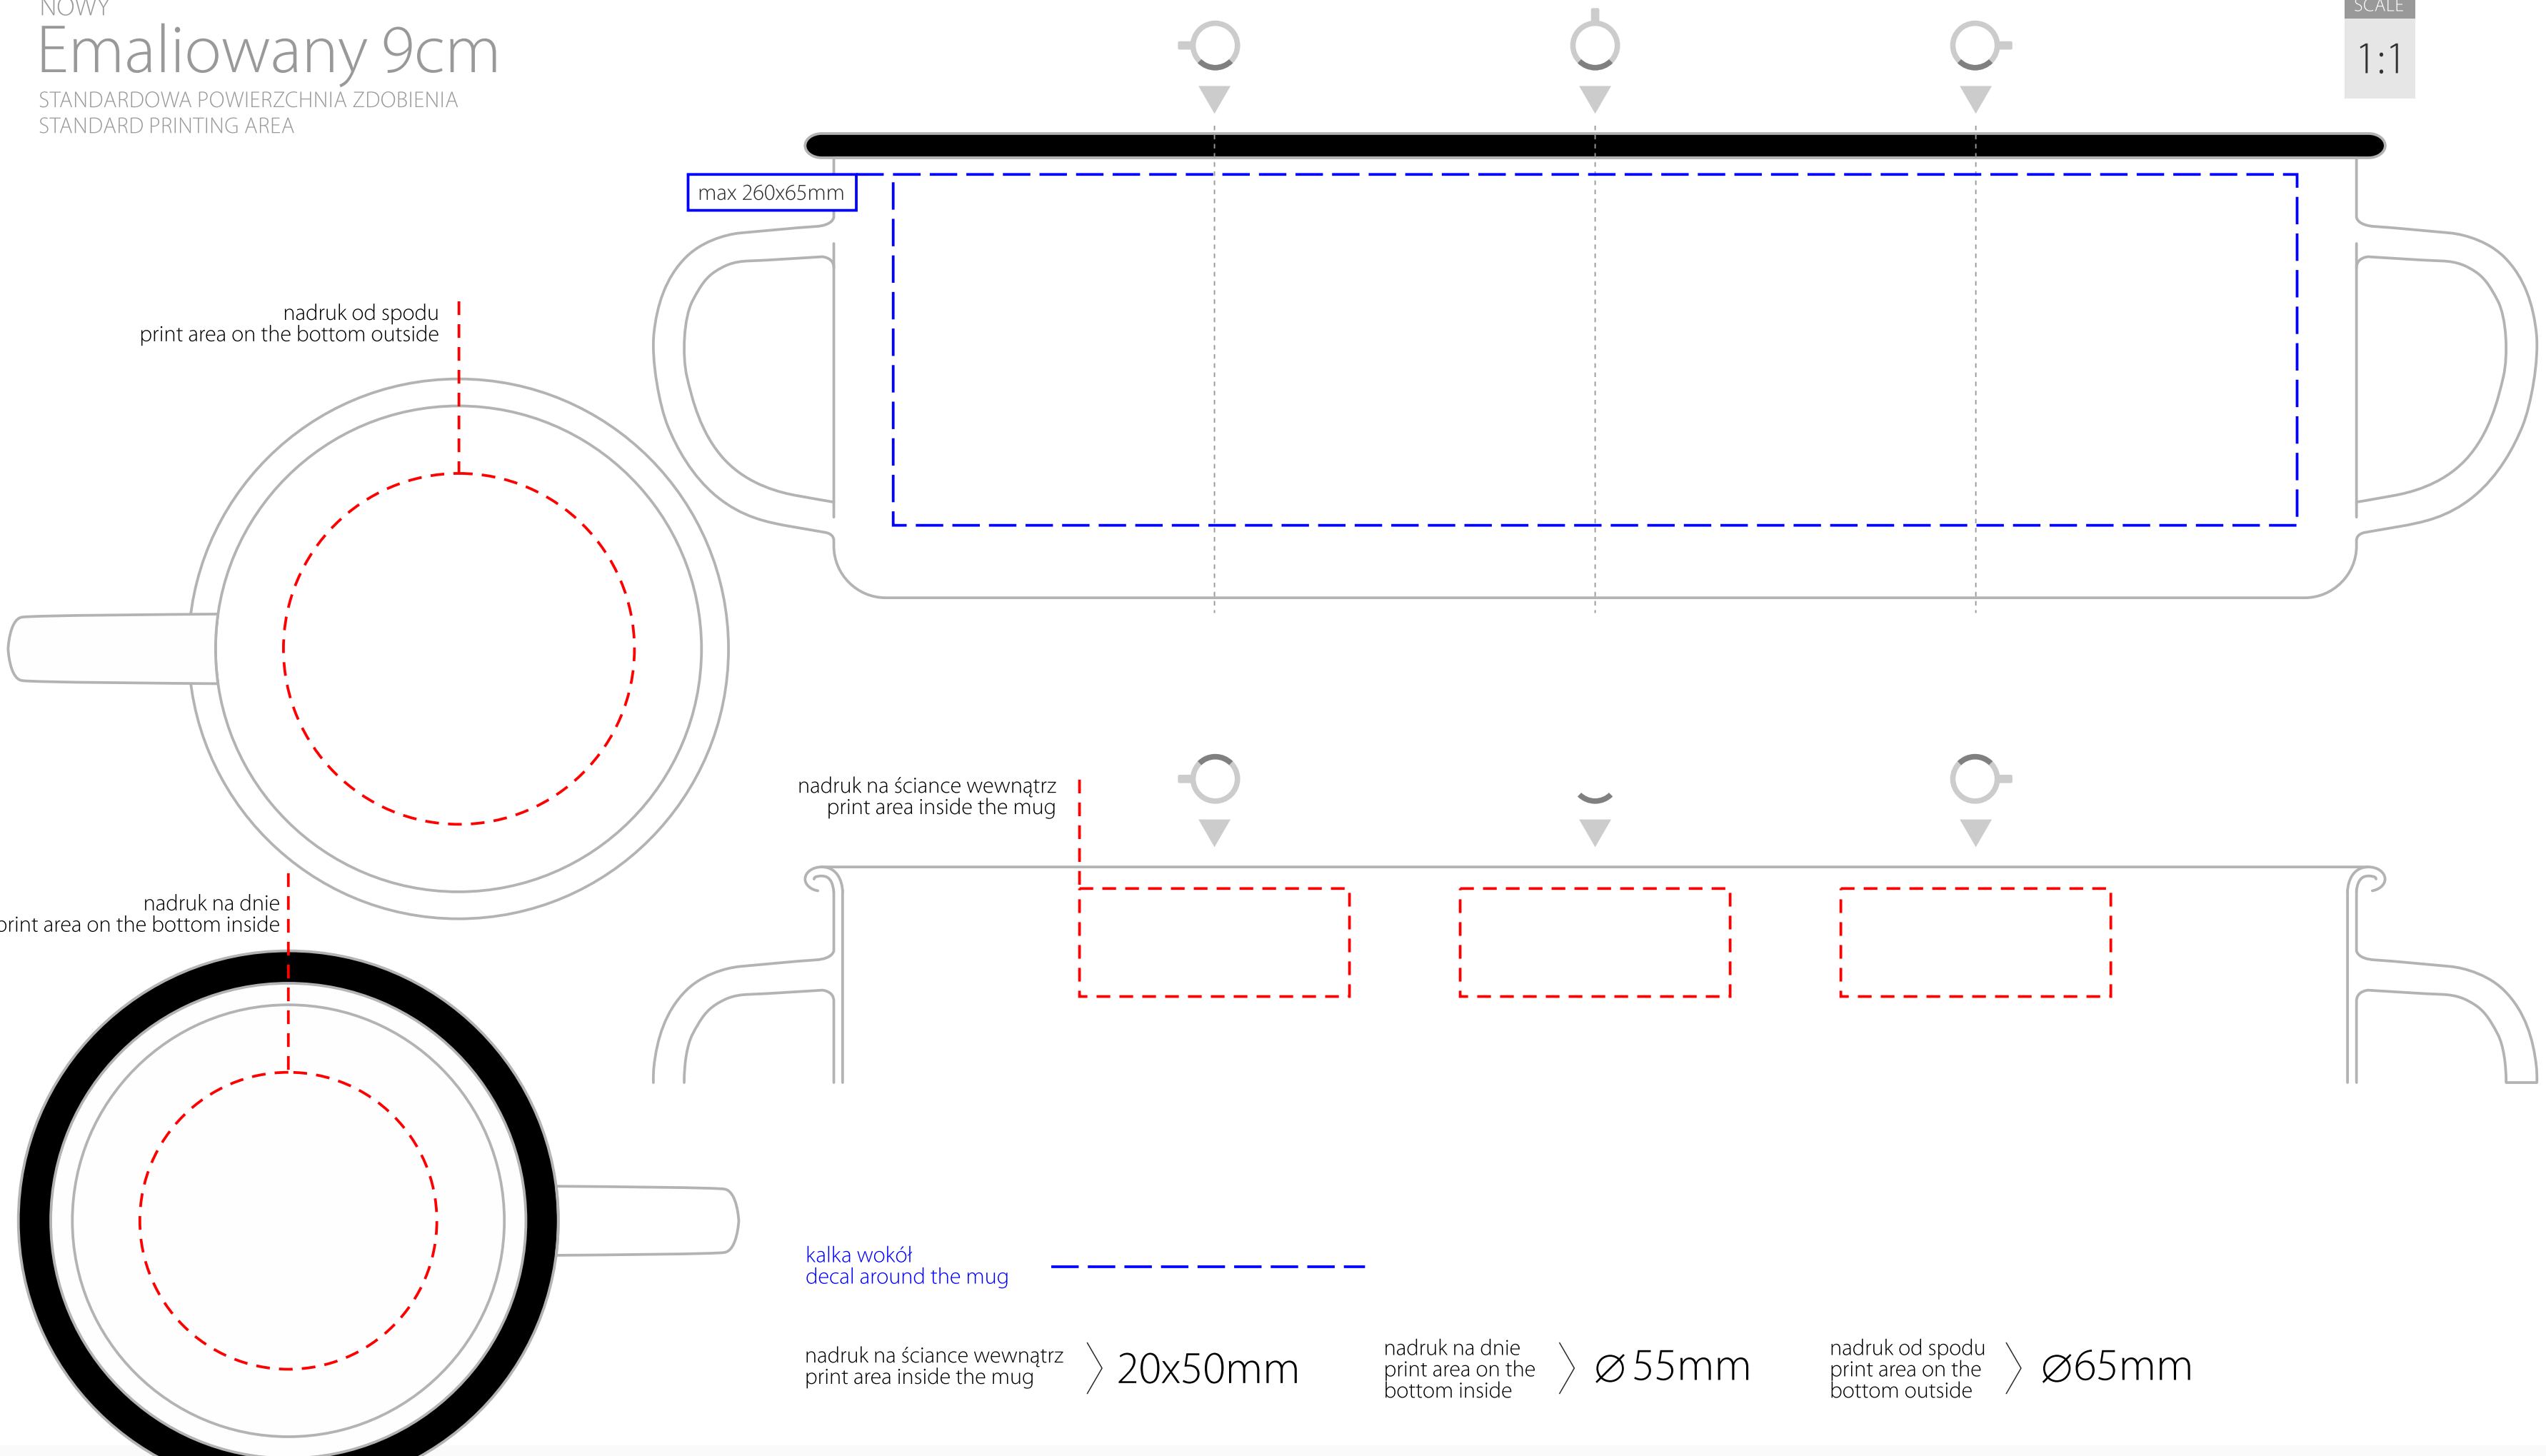 NOWY
Emaliowany 9cm
STANDARDOWA POWIERZCHNIA ZDOBIENIA
STANDARD PRINTING AREA
SCALE
1:1
max 260x65mm
nadruk od spodu
print area on the bottom outside
nadruk na ściance wewnątrz
print area inside the mug
nadruk na dnie
print area on the bottom inside
kalka wokół
decal around the mug
nadruk na ściance wewnątrz
print area inside the mug
20x50mm
nadruk na dnie
print area on the
bottom inside
⌀55mm
nadruk od spodu
print area on the
bottom outside
⌀65mm